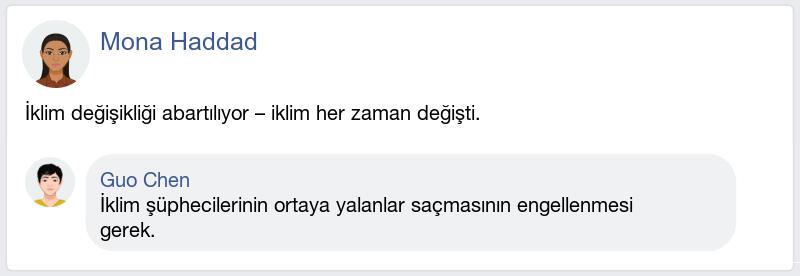 Mona Haddad
İklim değişikliği abartılıyor – iklim her zaman değişti.
Guo Chen
İklim şüphecilerinin ortaya yalanlar saçmasının engellenmesi
gerek.